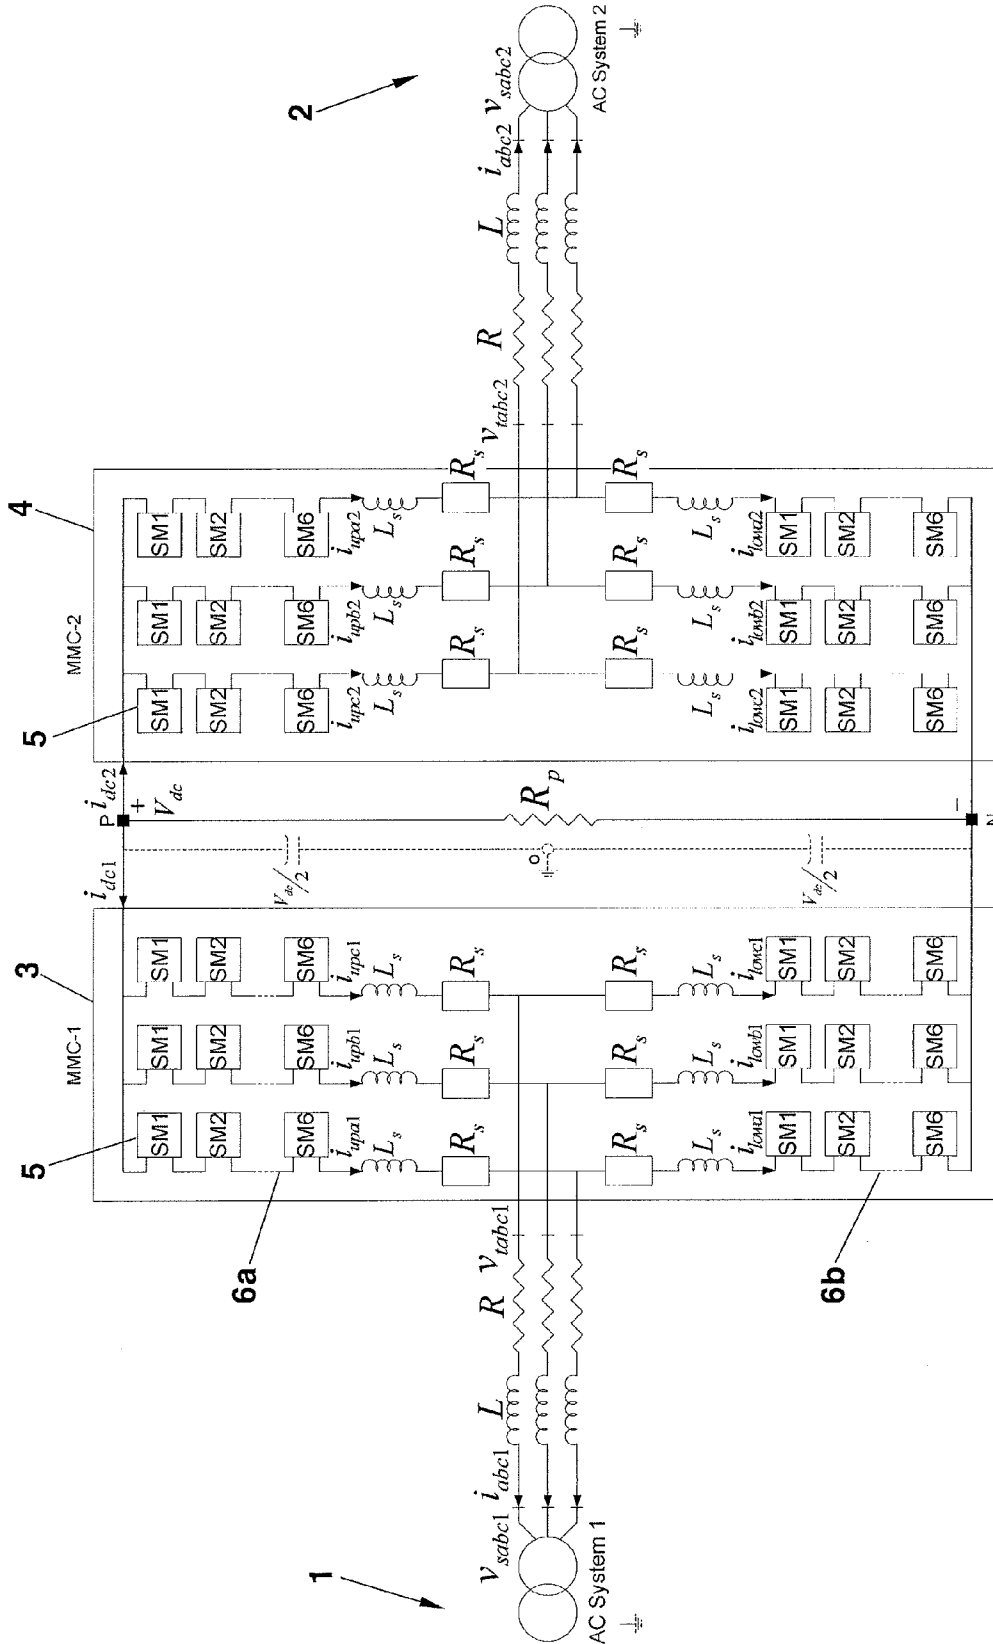 1
2
3
4
5
5
6a
6b
MMC-1
MMC-2
AC System 1
AC System 2
v_sabc1
i_abc1
L
R
v_tabc1
SM1 SM1 SM1
SM2 SM2 SM2
SM6 SM6 SM6
i_upa1 i_upb1 i_upc1
L_s L_s L_s
R_s R_s R_s
R_s R_s R_s
L_s L_s L_s
i_lowa1 i_lowb1 i_lowc1
SM1 SM1 SM1
SM2 SM2 SM2
SM6 SM6 SM6
i_dc1
P
i_dc2
+
V_dc
V_dc/2
o
R_p
V_dc/2
−
N
SM1 SM1 SM1
SM2 SM2 SM2
SM6 SM6 SM6
i_upc2 i_upb2 i_upa2
L_s L_s L_s
R_s R_s R_s
R_s R_s R_s
L_s L_s L_s
i_lowc2 i_lowb2 i_lowa2
SM1 SM1 SM1
SM2 SM2 SM2
SM6 SM6 SM6
v_tabc2
R
L
i_abc2
v_sabc2